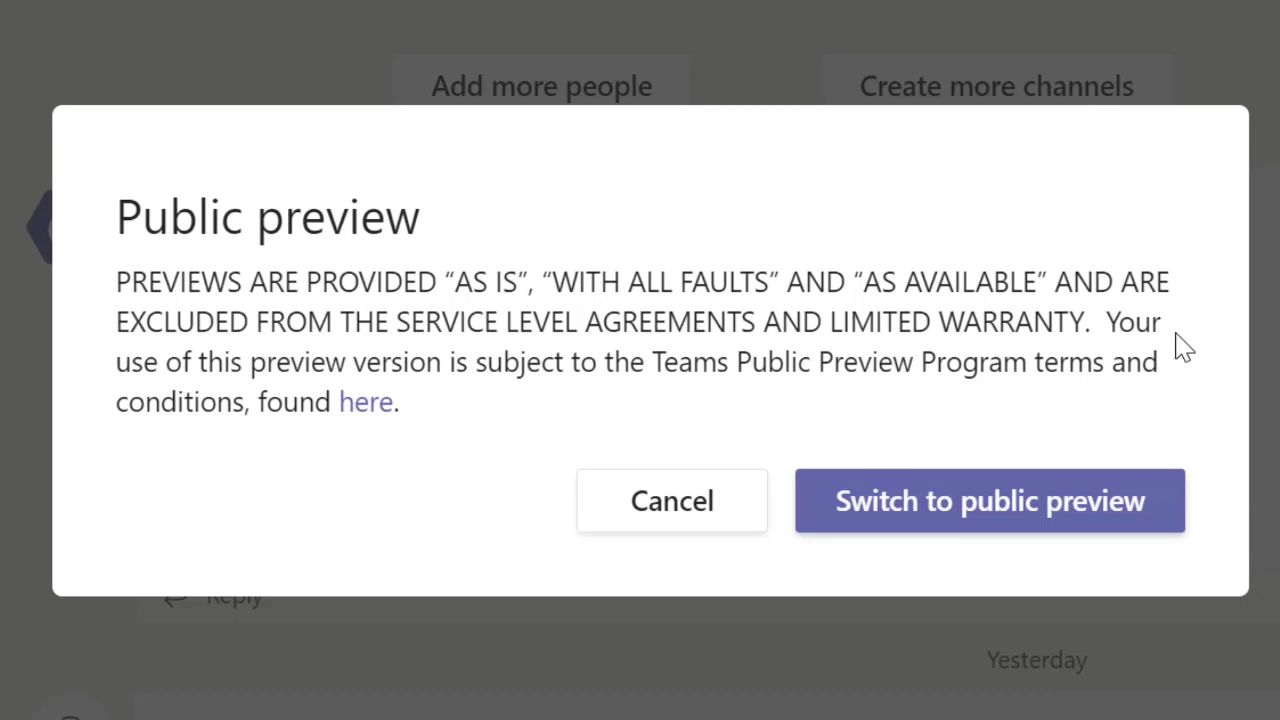 Add more people
Create more channels
Public preview
PREVIEWS ARE PROVIDED “AS IS”, “WITH ALL FAULTS” AND “AS AVAILABLE” AND ARE
EXCLUDED FROM THE SERVICE LEVEL AGREEMENTS AND LIMITED WARRANTY.  Your
use of this preview version is subject to the Teams Public Preview Program terms and
conditions, found here.
Cancel
Switch to public preview
Reply
Yesterday